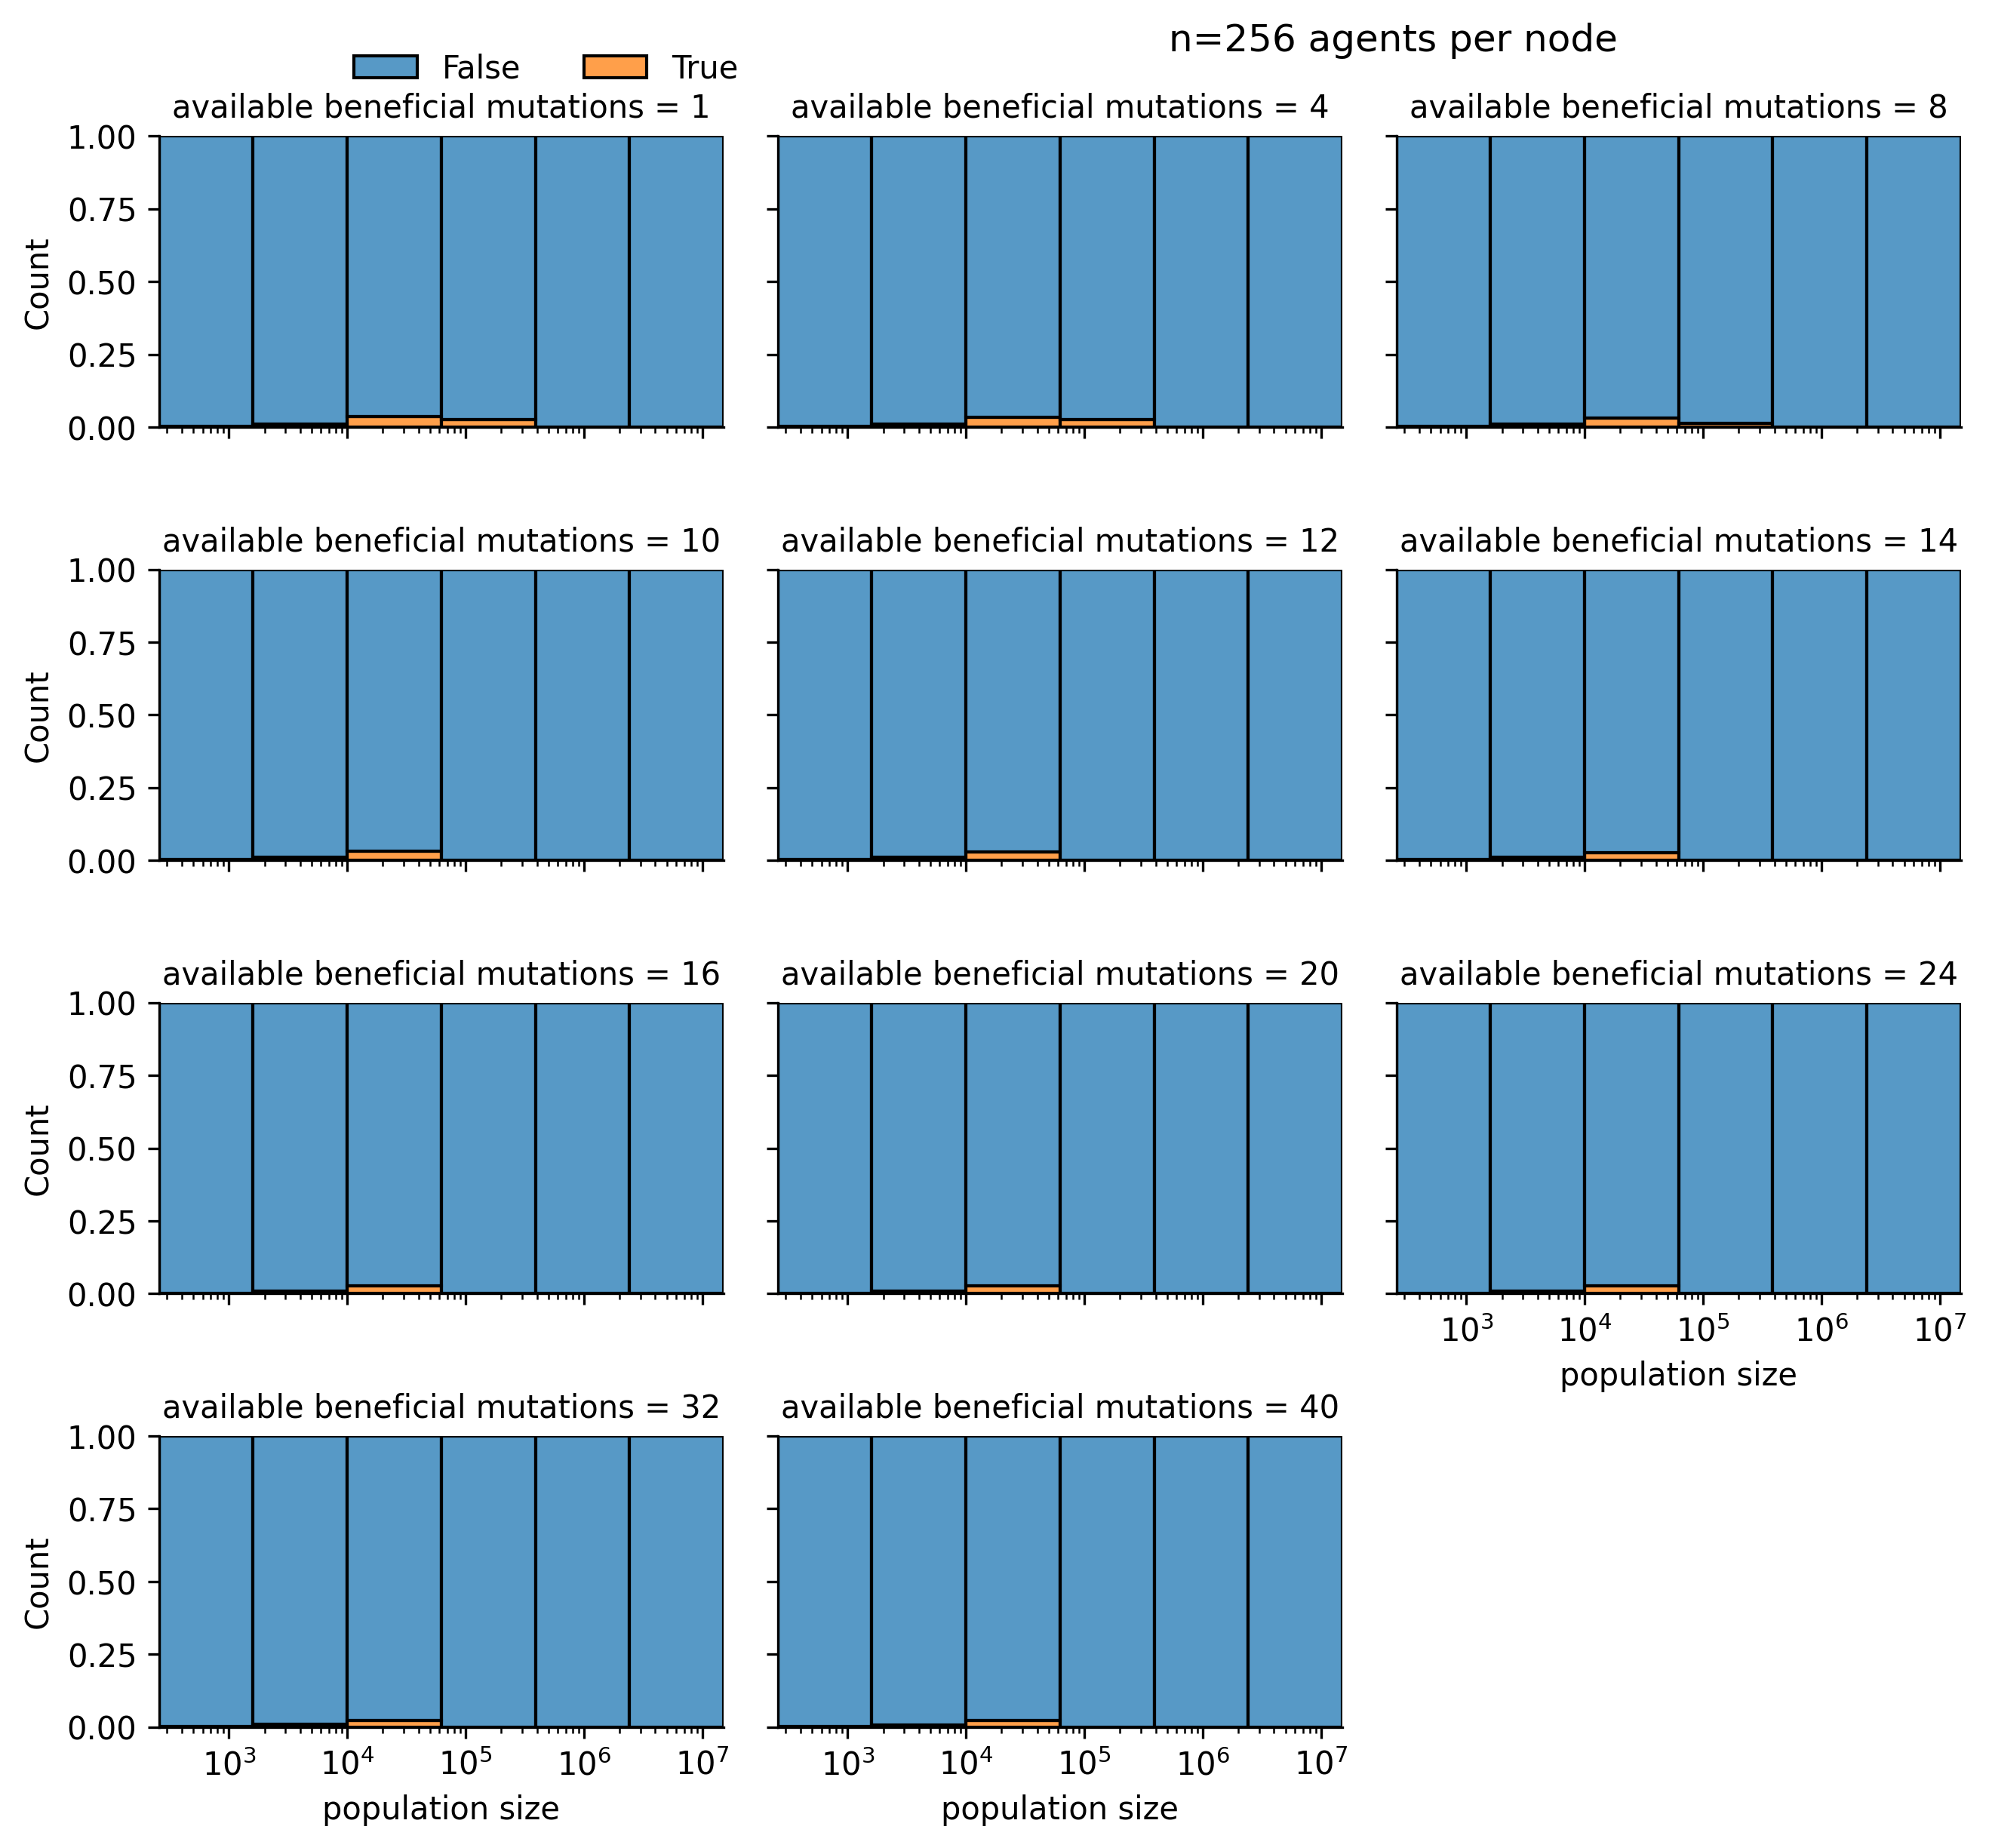 n=256 agents per node
False True
available beneficial mutations = 1
available beneficial mutations = 4
available beneficial mutations = 8
1.00
0.75
0.50
0.25
0.00
Count
available beneficial mutations = 10
available beneficial mutations = 12
available beneficial mutations = 14
1.00
0.75
0.50
0.25
0.00
Count
available beneficial mutations = 16
available beneficial mutations = 20
available beneficial mutations = 24
1.00
0.75
0.50
0.25
0.00
Count
10³ 10⁴ 10⁵ 10⁶ 10⁷
population size
available beneficial mutations = 32
available beneficial mutations = 40
1.00
0.75
0.50
0.25
0.00
Count
10³ 10⁴ 10⁵ 10⁶ 10⁷
population size
10³ 10⁴ 10⁵ 10⁶ 10⁷
population size